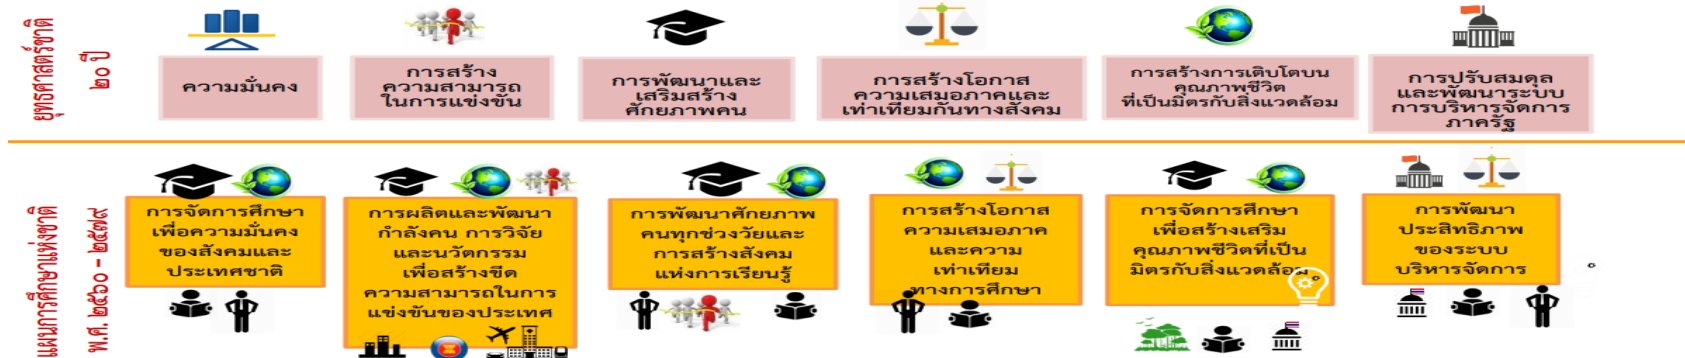 ยุทธศาสตร์ชาติ
๒๐ ปี
ความมั่นคง
การสร้าง
ความสามารถ
ในการแข่งขัน
การพัฒนาและ
เสริมสร้าง
ศักยภาพคน
การสร้างโอกาส
ความเสมอภาคและ
เท่าเทียมกันทางสังคม
การสร้างการเติบโตบน
คุณภาพชีวิต
ที่เป็นมิตรกับสิ่งแวดล้อม
การปรับสมดุล
และพัฒนาระบบ
การบริหารจัดการ
ภาครัฐ
แผนการศึกษาแห่งชาติ
พ.ศ. ๒๕๖๐ – ๒๕๗๙
การจัดการศึกษา
เพื่อความมั่นคง
ของสังคมและ
ประเทศชาติ
การผลิตและพัฒนา
กำลังคน การวิจัย
และนวัตกรรม
เพื่อสร้างขีด
ความสามารถในการ
แข่งขันของประเทศ
การพัฒนาศักยภาพ
คนทุกช่วงวัยและ
การสร้างสังคม
แห่งการเรียนรู้
การสร้างโอกาส
ความเสมอภาค
และความ
เท่าเทียม
ทางการศึกษา
การจัดการศึกษา
เพื่อสร้างเสริม
คุณภาพชีวิตที่เป็น
มิตรกับสิ่งแวดล้อม
การพัฒนา
ประสิทธิภาพ
ของระบบ
บริหารจัดการ